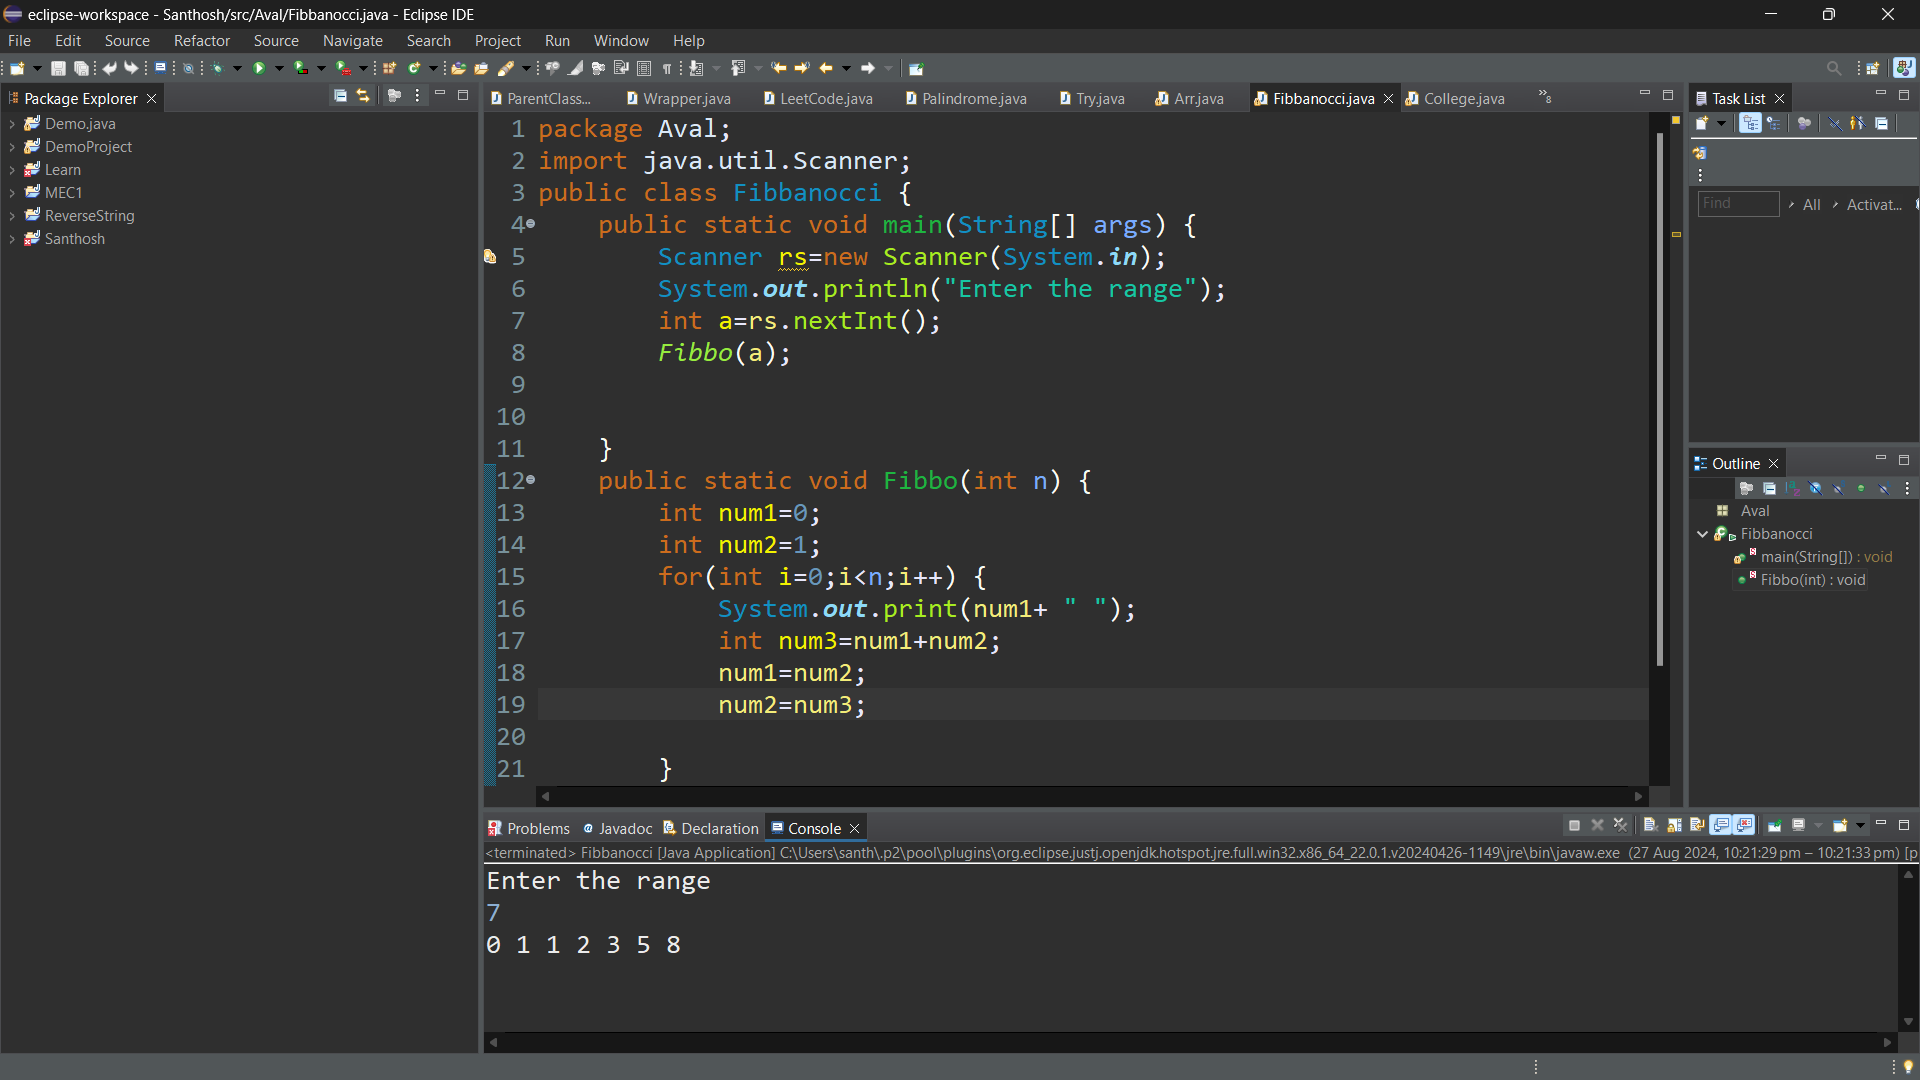 eclipse-workspace - Santhosh/src/Aval/Fibbanocci.java - Eclipse IDE
File Edit Source Refactor Source Navigate Search Project Run Window Help
Package Explorer
Demo.java
DemoProject
Learn
MEC1
ReverseString
Santhosh
ParentClass... Wrapper.java LeetCode.java Palindrome.java Try.java Arr.java Fibbanocci.java College.java »8
1 package Aval;
2 import java.util.Scanner;
3 public class Fibbanocci {
4 public static void main(String[] args) {
5 Scanner rs=new Scanner(System.in);
6 System.out.println("Enter the range");
7 int a=rs.nextInt();
8 Fibbo(a);
9
10
11 }
12 public static void Fibbo(int n) {
13 int num1=0;
14 int num2=1;
15 for(int i=0;i<n;i++) {
16 System.out.print(num1+ " ");
17 int num3=num1+num2;
18 num1=num2;
19 num2=num3;
20
21 }
Task List
Find All Activat...
Outline
Aval
Fibbanocci
main(String[]) : void
Fibbo(int) : void
Problems Javadoc Declaration Console
<terminated> Fibbanocci [Java Application] C:\Users\santh\.p2\pool\plugins\org.eclipse.justj.openjdk.hotspot.jre.full.win32.x86_64_22.0.1.v20240426-1149\jre\bin\javaw.exe (27 Aug 2024, 10:21:29 pm – 10:21:33 pm) [p
Enter the range
7
0 1 1 2 3 5 8